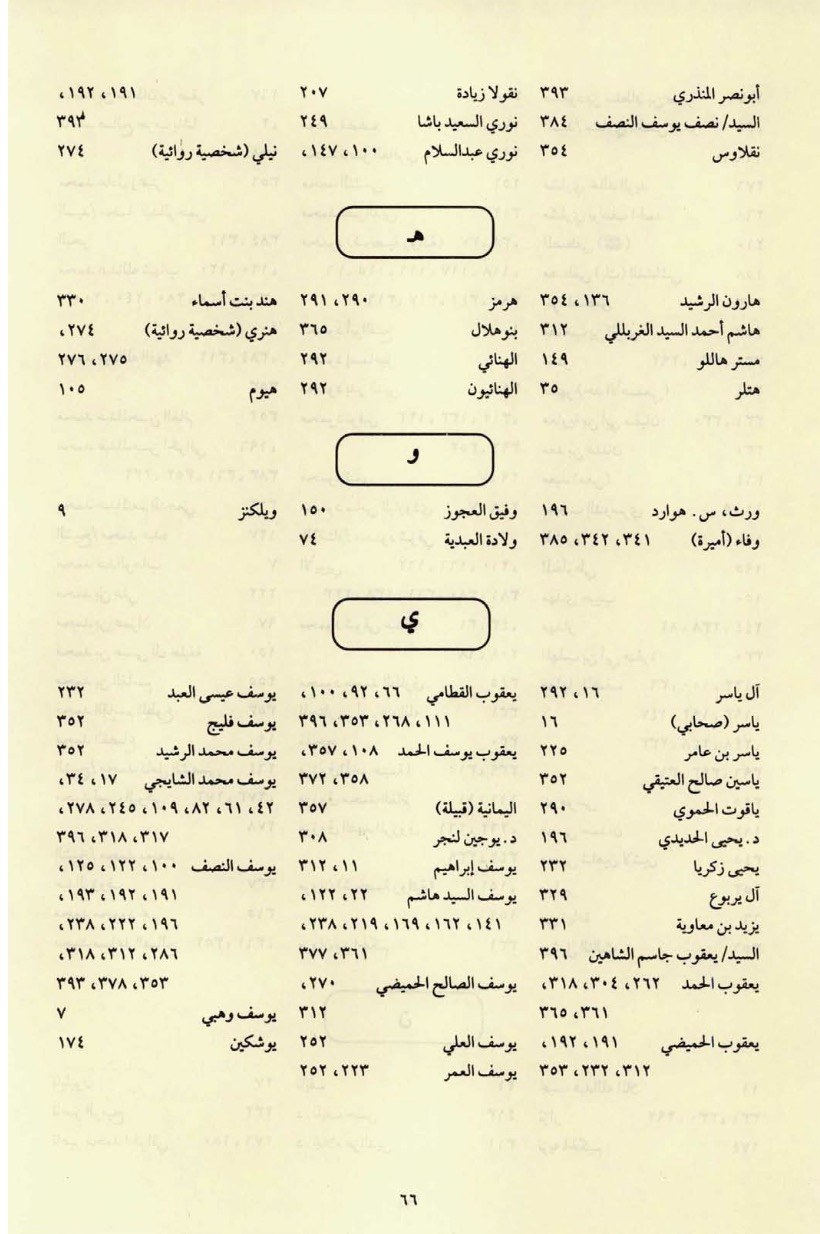 أبونصر المنذري ٣٩٣
السيد/ نصف يوسف النصف ٣٨٤
نقلاوس ٣٥٤
نقولا زيادة ٢٠٧
نوري السعيد باشا ٢٤٩
نوري عبدالسلام ١٠٠، ١٤٧،
١٩١، ١٩٢،
٣٩٣
نيلي (شخصية روائية) ٢٧٤
هـ
هارون الرشيد ١٣٦، ٣٥٤
هاشم أحمد السيد الغربللي ٣١٢
مستر هاللو ١٤٩
هتلر ٣٥
هرمز ٢٩٠، ٢٩١
بنوهلال ٣٦٥
الهنائي ٢٩٢
الهنائيون ٢٩٢
هند بنت أسماء ٣٣٠
هنري (شخصية روائية) ٢٧٤،
٢٧٥، ٢٧٦
هيوم ١٠٥
و
ورث، س. هوارد ١٩٦
وفاء (أميرة) ٣٤١، ٣٤٢، ٣٨٥
وفيق العجوز ١٥٠
ولادة العبدية ٧٤
ويلكنز ٩
ي
آل ياسر ١٦، ٢٩٢
ياسر (صحابي) ١٦
ياسر بن عامر ٢٢٥
ياسين صالح العتيقي ٣٥٢
ياقوت الحموي ٢٩٠
د. يحيى الحديدي ١٩٦
يحيى زكريا ٢٣٢
آل يربوع ٣٢٩
يزيد بن معاوية ٣٣١
السيد/ يعقوب جاسم الشاهين ٣٩٦
يعقوب الحمد ٢٦٢، ٣٠٤، ٣١٨،
٣٦١، ٣٦٥
يعقوب الحميضي ١٩١، ١٩٢،
٣١٢، ٢٣٢، ٣٥٣
يعقوب القطامي ٦٦، ٩٢، ١٠٠،
١١١، ٢٦٨، ٣٥٣، ٣٩٦
يعقوب يوسف الحمد ١٠٨، ٣٥٧،
٣٥٨، ٣٧٢
اليمانية (قبيلة) ٣٥٧
د. يوجين لنجر ٣٠٨
يوسف إبراهيم ١١، ٣١٢
يوسف السيد هاشم ٢٢، ١٢٢،
١٤١، ١٦٢، ١٦٩، ٢١٩، ٢٣٨،
٣٦١، ٣٧٧
يوسف الصالح الحميضي ٢٧٠،
٣١٢
يوسف العلي ٢٥٢
يوسف العمر ٢٢٣، ٢٥٢
يوسف عيسى العبد ٢٣٢
يوسف فليج ٣٥٢
يوسف محمد الرشيد ٣٥٢
يوسف محمد الشايجي ١٧، ٣٤،
٤٢، ٦١، ٨٢، ١٠٩، ٢٤٥، ٢٧٨،
٣١٧، ٣١٨، ٣٩٦
يوسف النصف ١٠٠، ١٢٢، ١٢٥،
١٩١، ١٩٢، ١٩٣،
١٩٦، ٢٢٢، ٢٣٨،
٢٨٦، ٣١٢، ٣١٨،
٣٥٣، ٣٧٨، ٣٩٣
يوسف وهبي ٧
يوشكين ١٧٤
٦٦